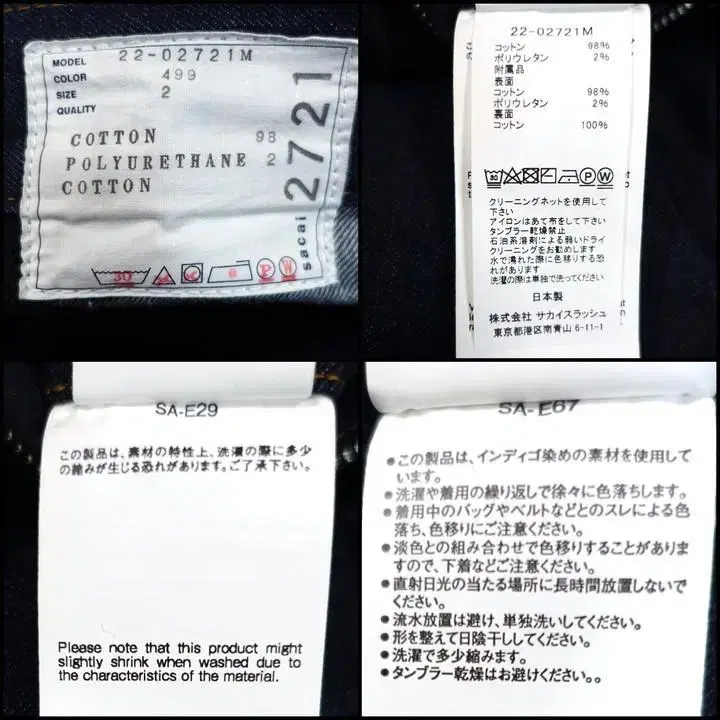 MODEL 22-02721M
COLOR 499
SIZE 2
QUALITY
COTTON 98
POLYURETHANE 2
COTTON
sacai 2721
30
P W
22-02721M
コットン 98%
ポリウレタン 2%
附属品
表面
コットン 98%
ポリウレタン 2%
裏面
コットン 100%
30 P W
クリーニングネットを使用して
下さい
アイロンはあて布をして下さい
タンブラー乾燥禁止
石油系溶剤による弱いドライ
クリーニングをお勧めします
水で濡れた際に色移りする恐
れがあります
洗濯の際は単独で洗ってください
日本製
株式会社 サカイスラッシュ
東京都港区南青山 6-11-1
SA-E29
この製品は、素材の特性上、洗濯の際に多少
の縮みが生じる恐れがあります。ご了承下さい。
Please note that this product might
slightly shrink when washed due to
the characteristics of the material.
SA-E67
●この製品は、インディゴ染めの素材を使用して
います。
●洗濯や着用の繰り返しで徐々に色落ちします。
●着用中のバッグやベルトなどとのスレによる色
落ち、色移りにご注意ください。
●淡色との組み合わせで色移りすることがありま
すので、下着などご注意ください。
●直射日光の当たる場所に長時間放置しないで
ください。
●流水放置は避け、単独洗いしてください。
●形を整えて日陰干ししてください。
●洗濯で多少縮みます。
●タンブラー乾燥はお避けください。。